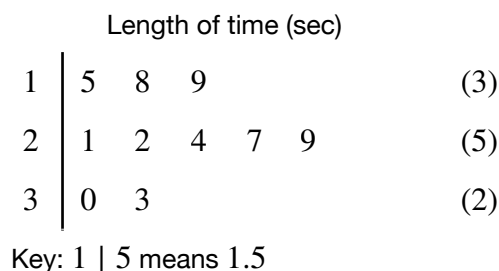 Length of time (sec)
1 | 5 8 9 (3)
2 | 1 2 4 7 9 (5)
3 | 0 3 (2)
Key: 1 | 5 means 1.5